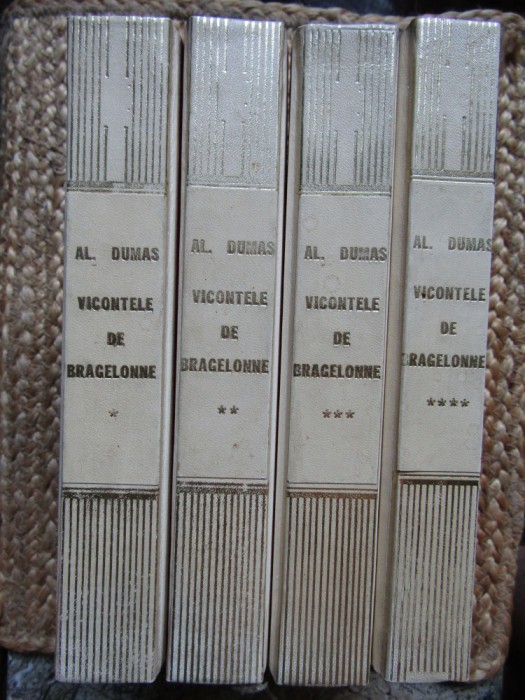 AL. DUMAS
VICONTELE
DE
BRAGELONNE
*
AL. DUMAS
VICONTELE
DE
BRAGELONNE
**
AL. DUMAS
VICONTELE
DE
BRAGELONNE
***
AL. DUMAS
VICONTELE
DE
BRAGELONNE
****